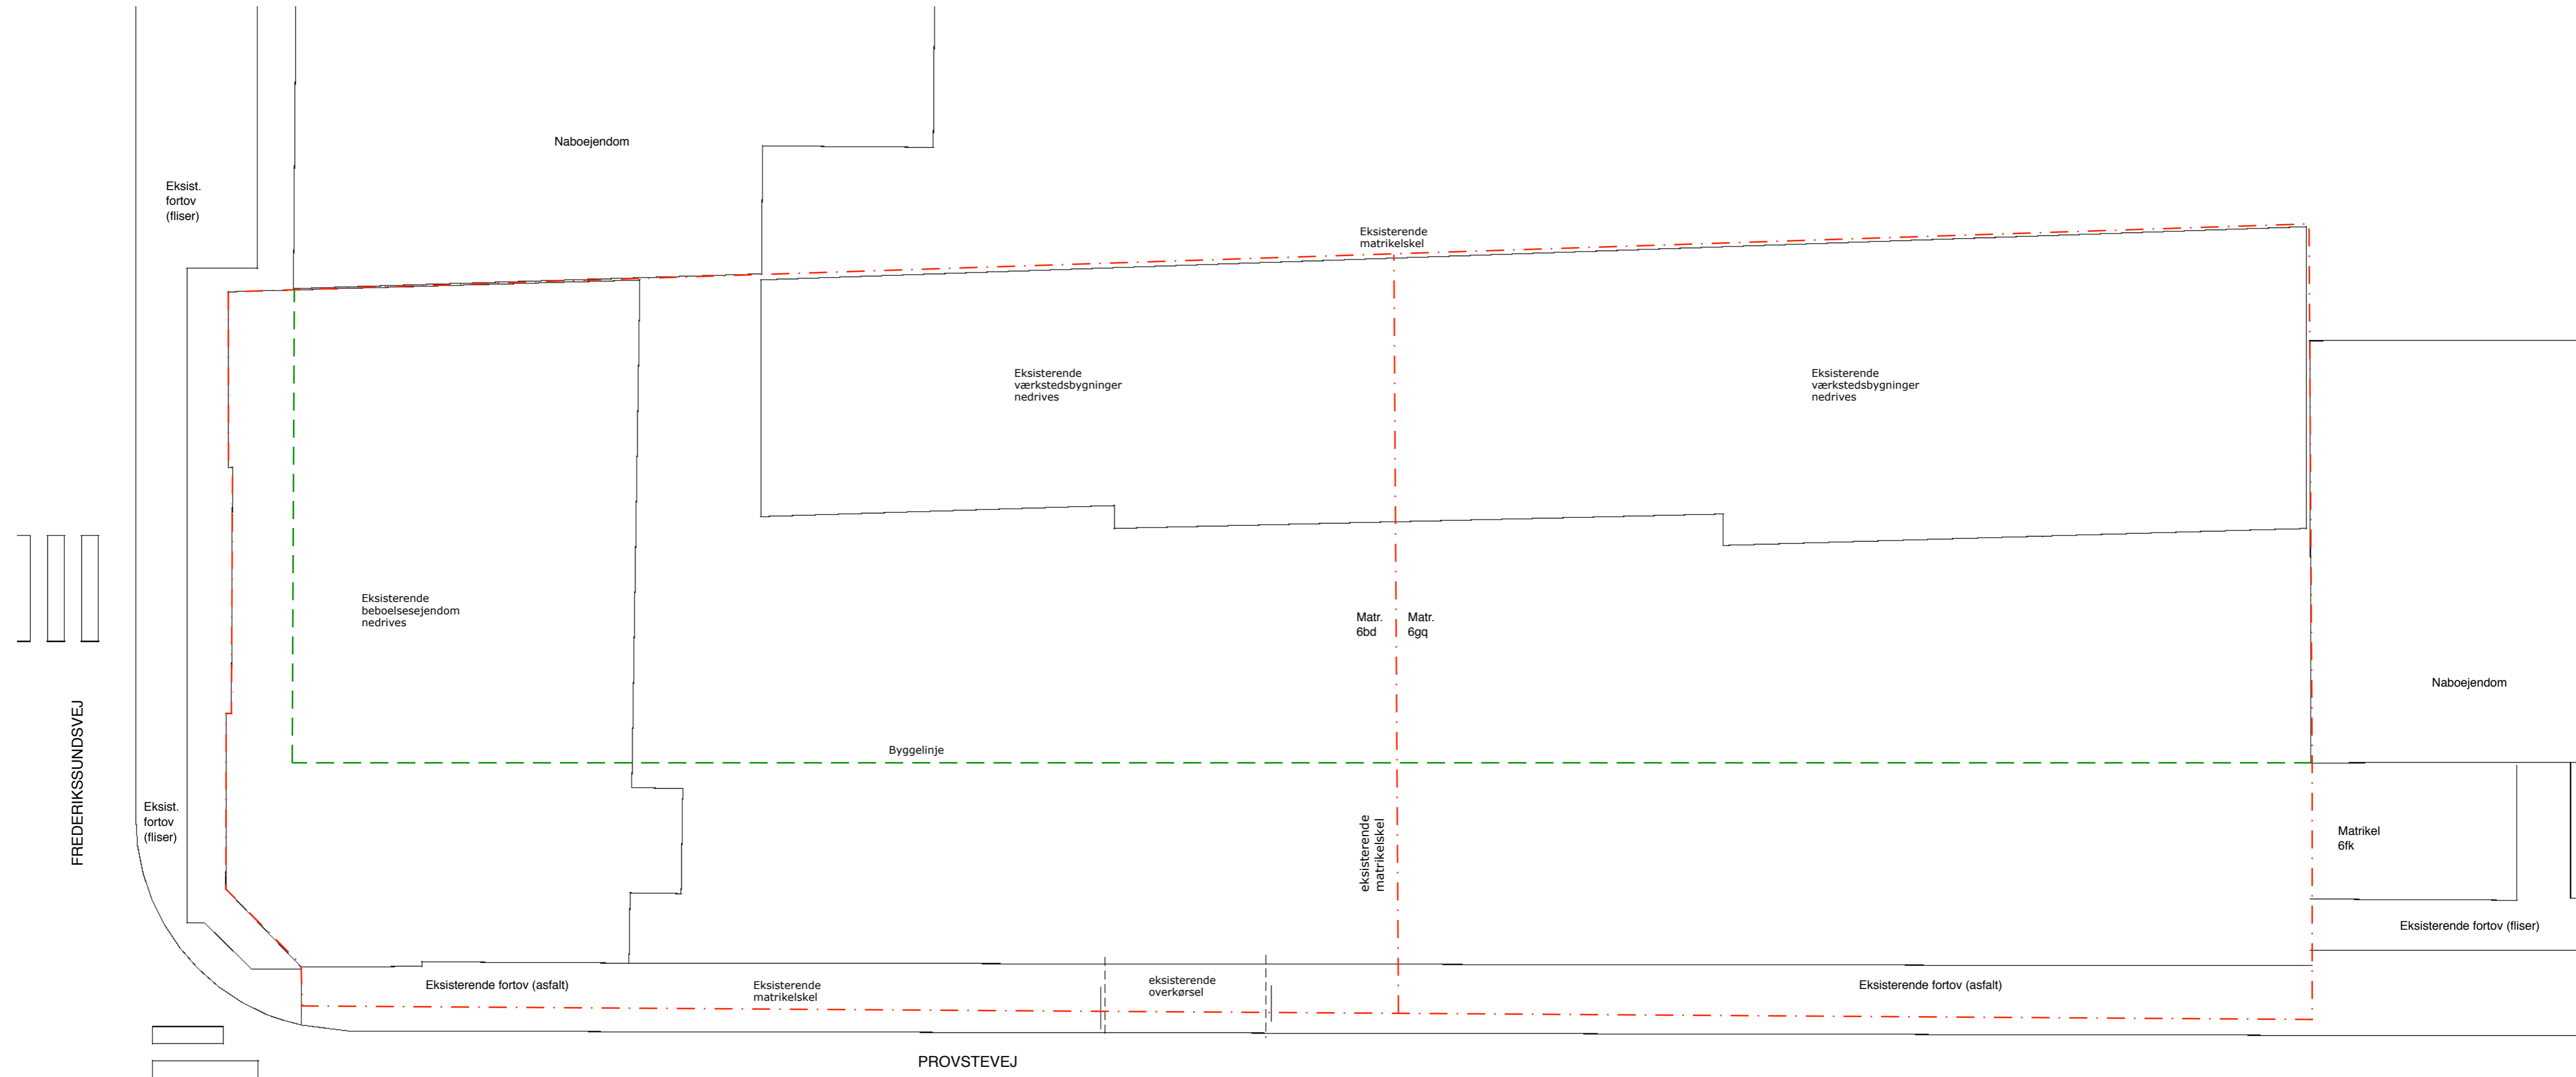 Naboejendom
Eksist.
fortov
(fliser)
Eksisterende
matrikelskel
Eksisterende
værkstedsbygninger
nedrives
Eksisterende
værkstedsbygninger
nedrives
Eksisterende
beboelsesejendom
nedrives
Matr.
6bd
Matr.
6gq
Naboejendom
FREDERIKSSUNDSVEJ
Byggelinje
Eksist.
fortov
(fliser)
eksisterende
matrikelskel
Matrikel
6fk
Eksisterende fortov (fliser)
Eksisterende fortov (asfalt)
Eksisterende
matrikelskel
eksisterende
overkørsel
Eksisterende fortov (asfalt)
PROVSTEVEJ